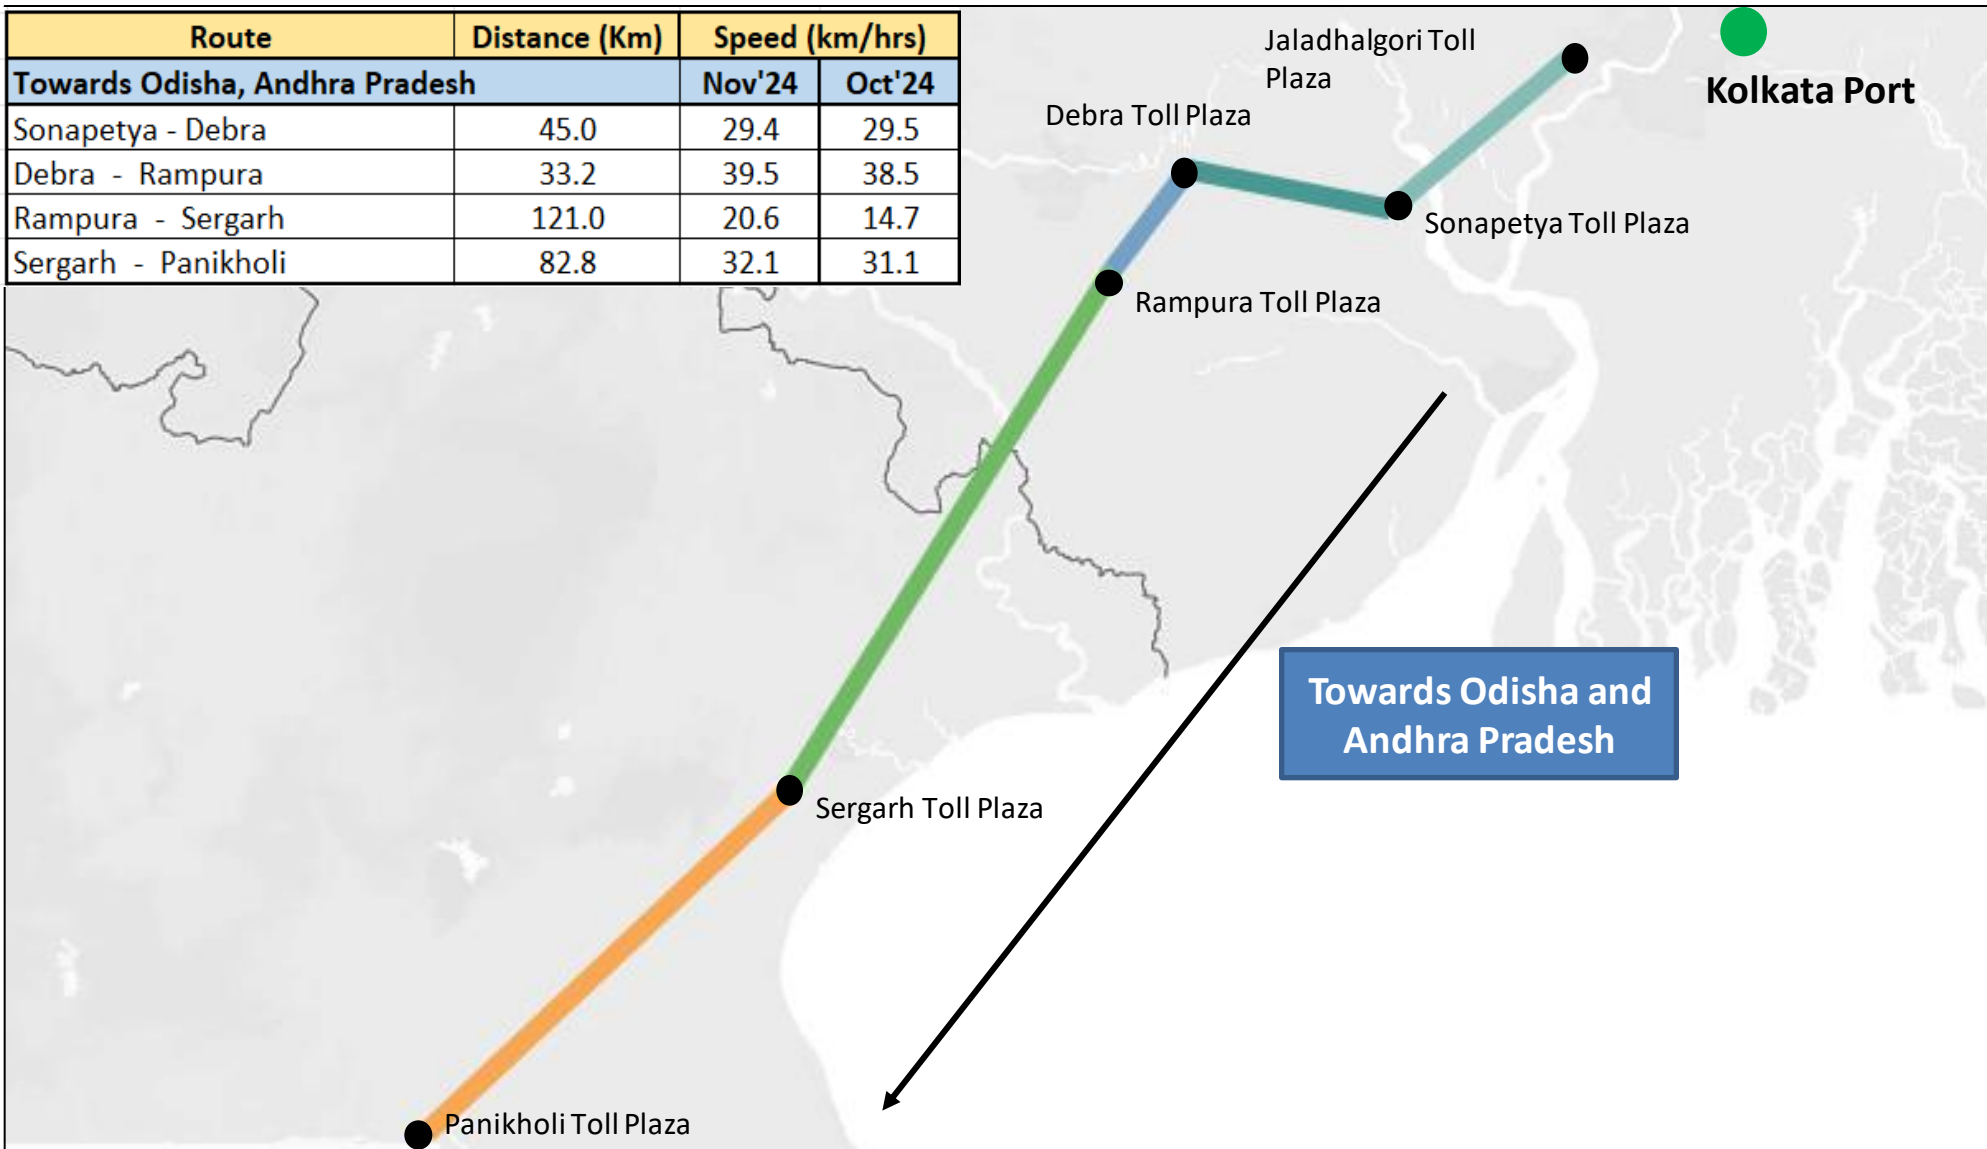 Route Distance (Km) Speed (km/hrs)
Towards Odisha, Andhra Pradesh Nov'24 Oct'24
Sonapetya - Debra 45.0 29.4 29.5
Debra - Rampura 33.2 39.5 38.5
Rampura - Sergarh 121.0 20.6 14.7
Sergarh - Panikholi 82.8 32.1 31.1
Jaladhalgori Toll
Plaza
Kolkata Port
Debra Toll Plaza
Sonapetya Toll Plaza
Rampura Toll Plaza
Towards Odisha and
Andhra Pradesh
Sergarh Toll Plaza
Panikholi Toll Plaza